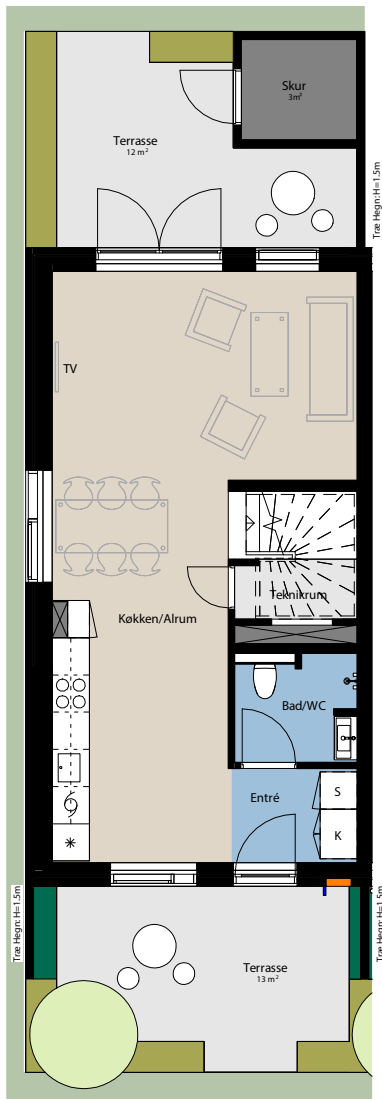 Skur
3m²
Terrasse
12 m²
Træ Hegn: H=1.5m
TV
Teknikrum
Køkken/Alrum
Bad/WC
Entré
S
K
Træ Hegn: H=1.5m
Træ Hegn: H=1.5m
Terrasse
13 m²